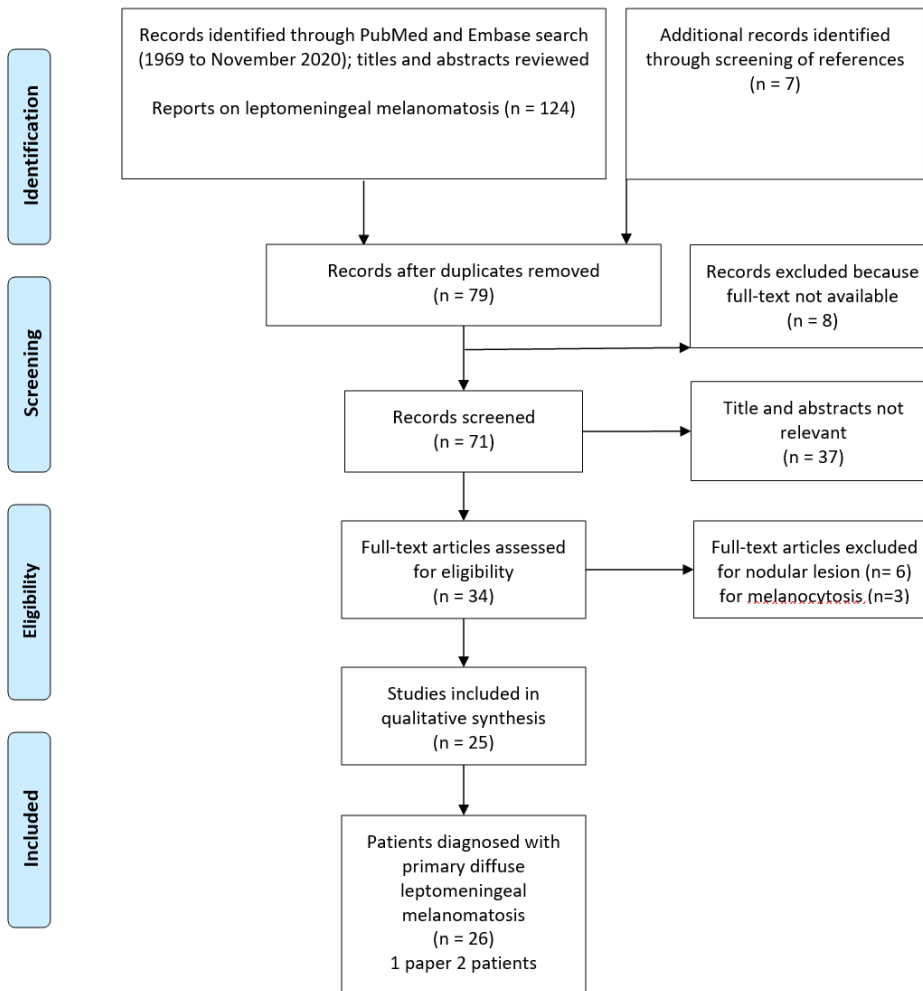 Identification
Records identified through PubMed and Embase search
(1969 to November 2020); titles and abstracts reviewed
Reports on leptomeningeal melanomatosis (n = 124)
Additional records identified
through screening of references
(n = 7)
Records after duplicates removed
(n = 79)
Screening
Records excluded because
full-text not available
(n = 8)
Records screened
(n = 71)
Title and abstracts not
relevant
(n = 37)
Eligibility
Full-text articles assessed
for eligibility
(n = 34)
Full-text articles excluded
for nodular lesion (n= 6)
for melanocytosis (n=3)
Studies included in
qualitative synthesis
(n = 25)
Included
Patients diagnosed with
primary diffuse
leptomeningeal
melanomatosis
(n = 26)
1 paper 2 patients